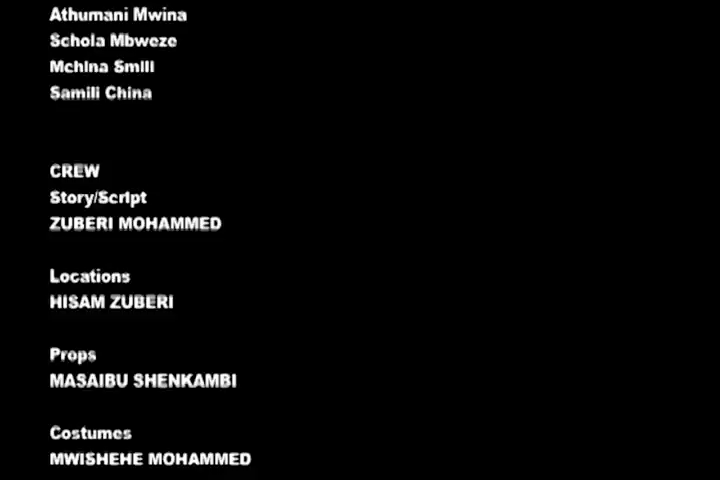 Athumani Mwina
Schola Mbweze
Mchina Smili
Samili China
CREW
Story/Script
ZUBERI MOHAMMED
Locations
HISAM ZUBERI
Props
MASAIBU SHENKAMBI
Costumes
MWISHEHE MOHAMMED